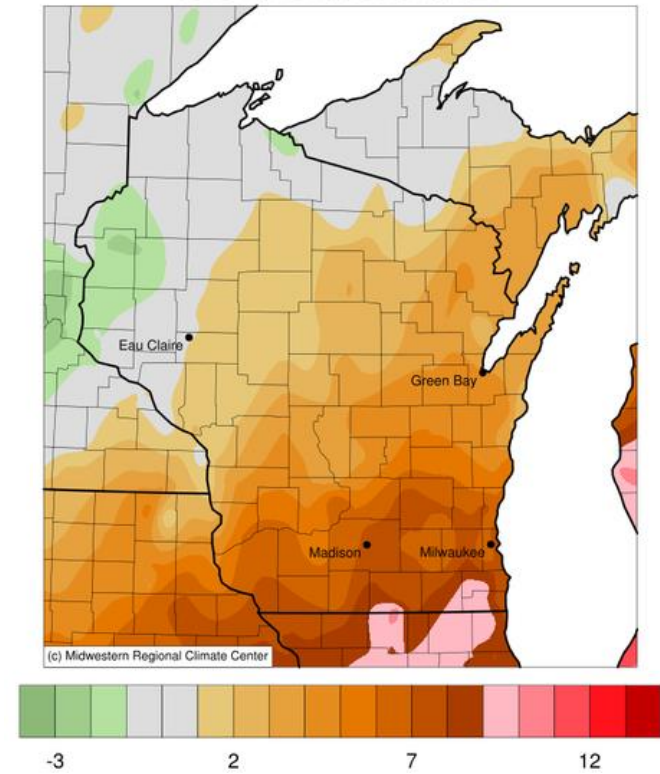 Eau Claire
Green Bay
Madison
Milwaukee
(c) Midwestern Regional Climate Center
-3 2 7 12